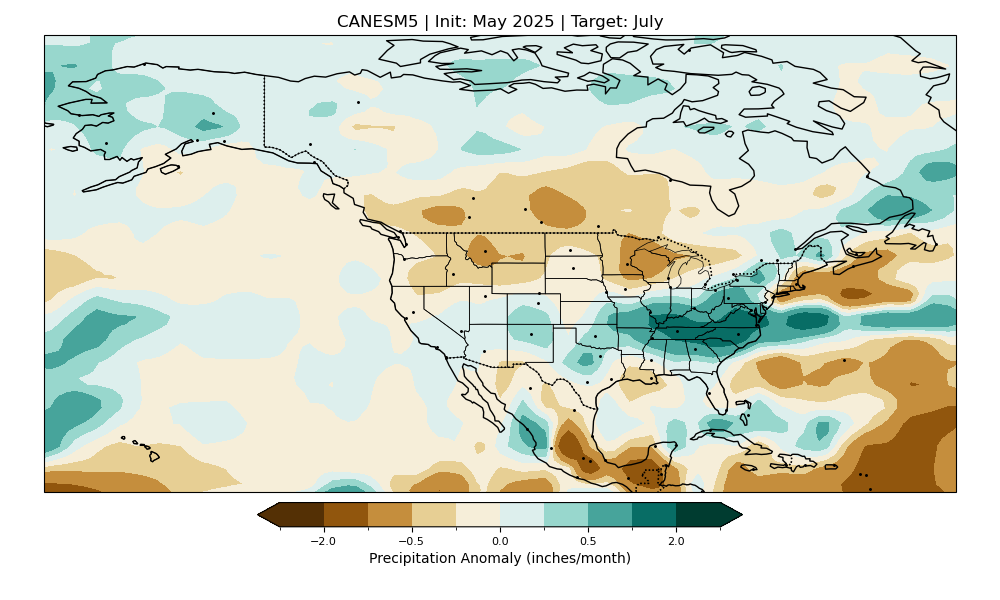 CANESM5 | Init: May 2025 | Target: July
−2.0 −0.5 0.0 0.5 2.0
Precipitation Anomaly (inches/month)